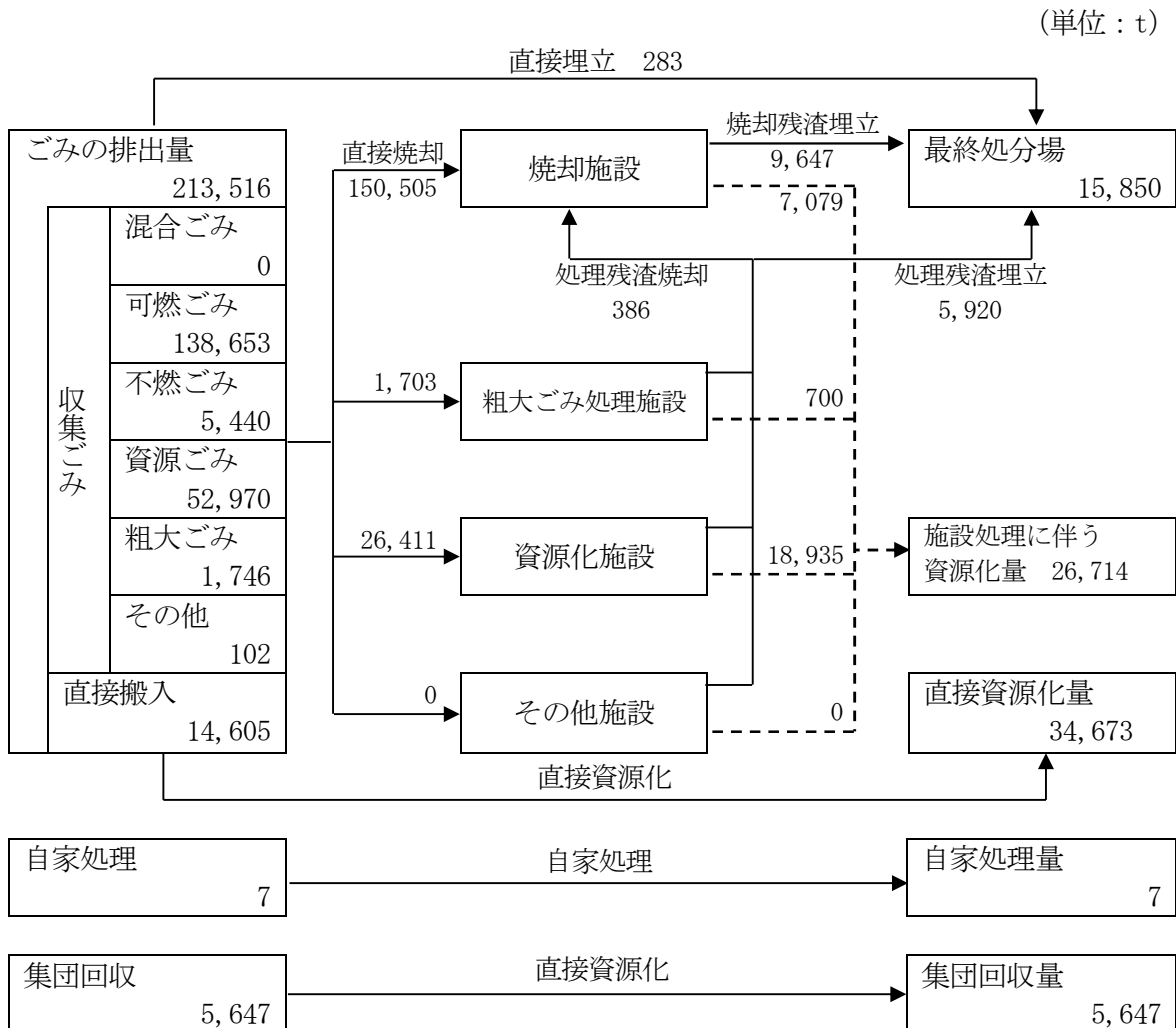 （単位：t）
直接埋立　283
ごみの排出量
213,516
収集ごみ
混合ごみ
0
可燃ごみ
138,653
不燃ごみ
5,440
資源ごみ
52,970
粗大ごみ
1,746
その他
102
直接搬入
14,605
直接焼却
150,505
焼却施設
焼却残渣埋立
9,647
7,079
最終処分場
15,850
処理残渣焼却
386
処理残渣埋立
5,920
1,703
粗大ごみ処理施設
700
26,411
資源化施設
18,935
施設処理に伴う
資源化量　26,714
0
その他施設
0
直接資源化量
34,673
直接資源化
自家処理
7
自家処理
自家処理量
7
集団回収
5,647
直接資源化
集団回収量
5,647